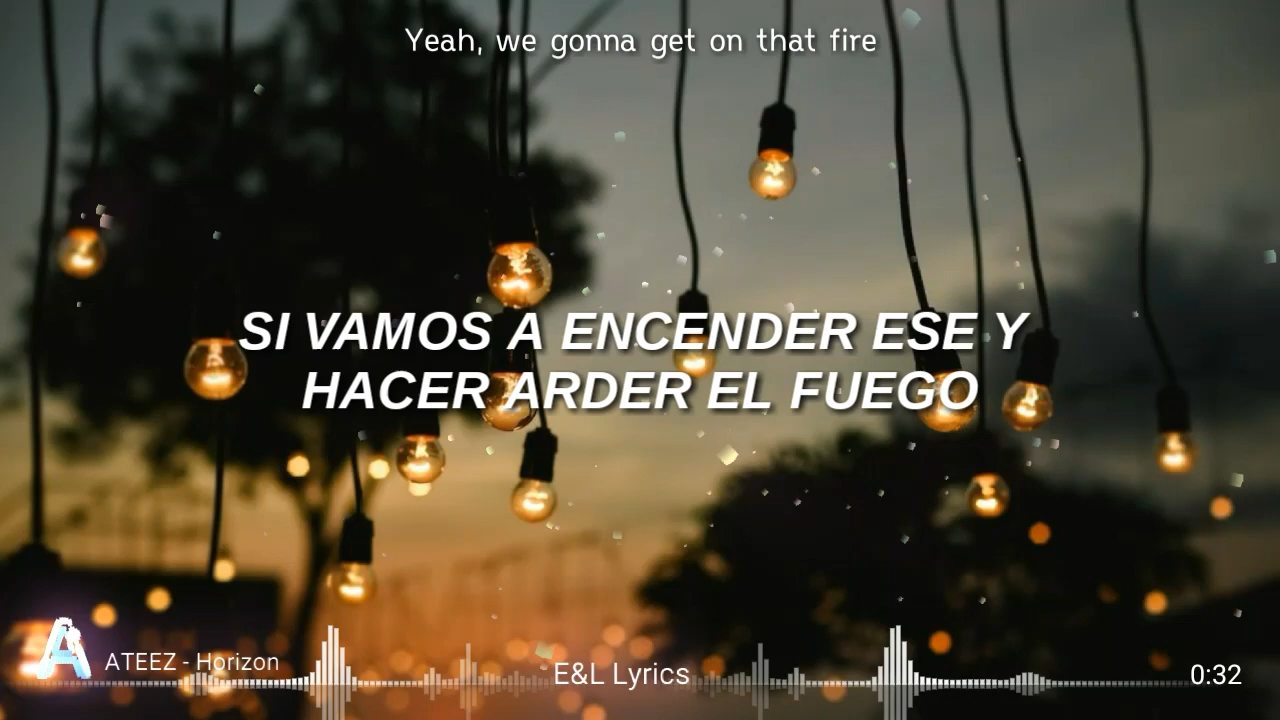 Yeah, we gonna get on that fire
SI VAMOS A ENCENDER ESE Y
HACER ARDER EL FUEGO
A
ATEEZ - Horizon
E&L Lyrics
0:32